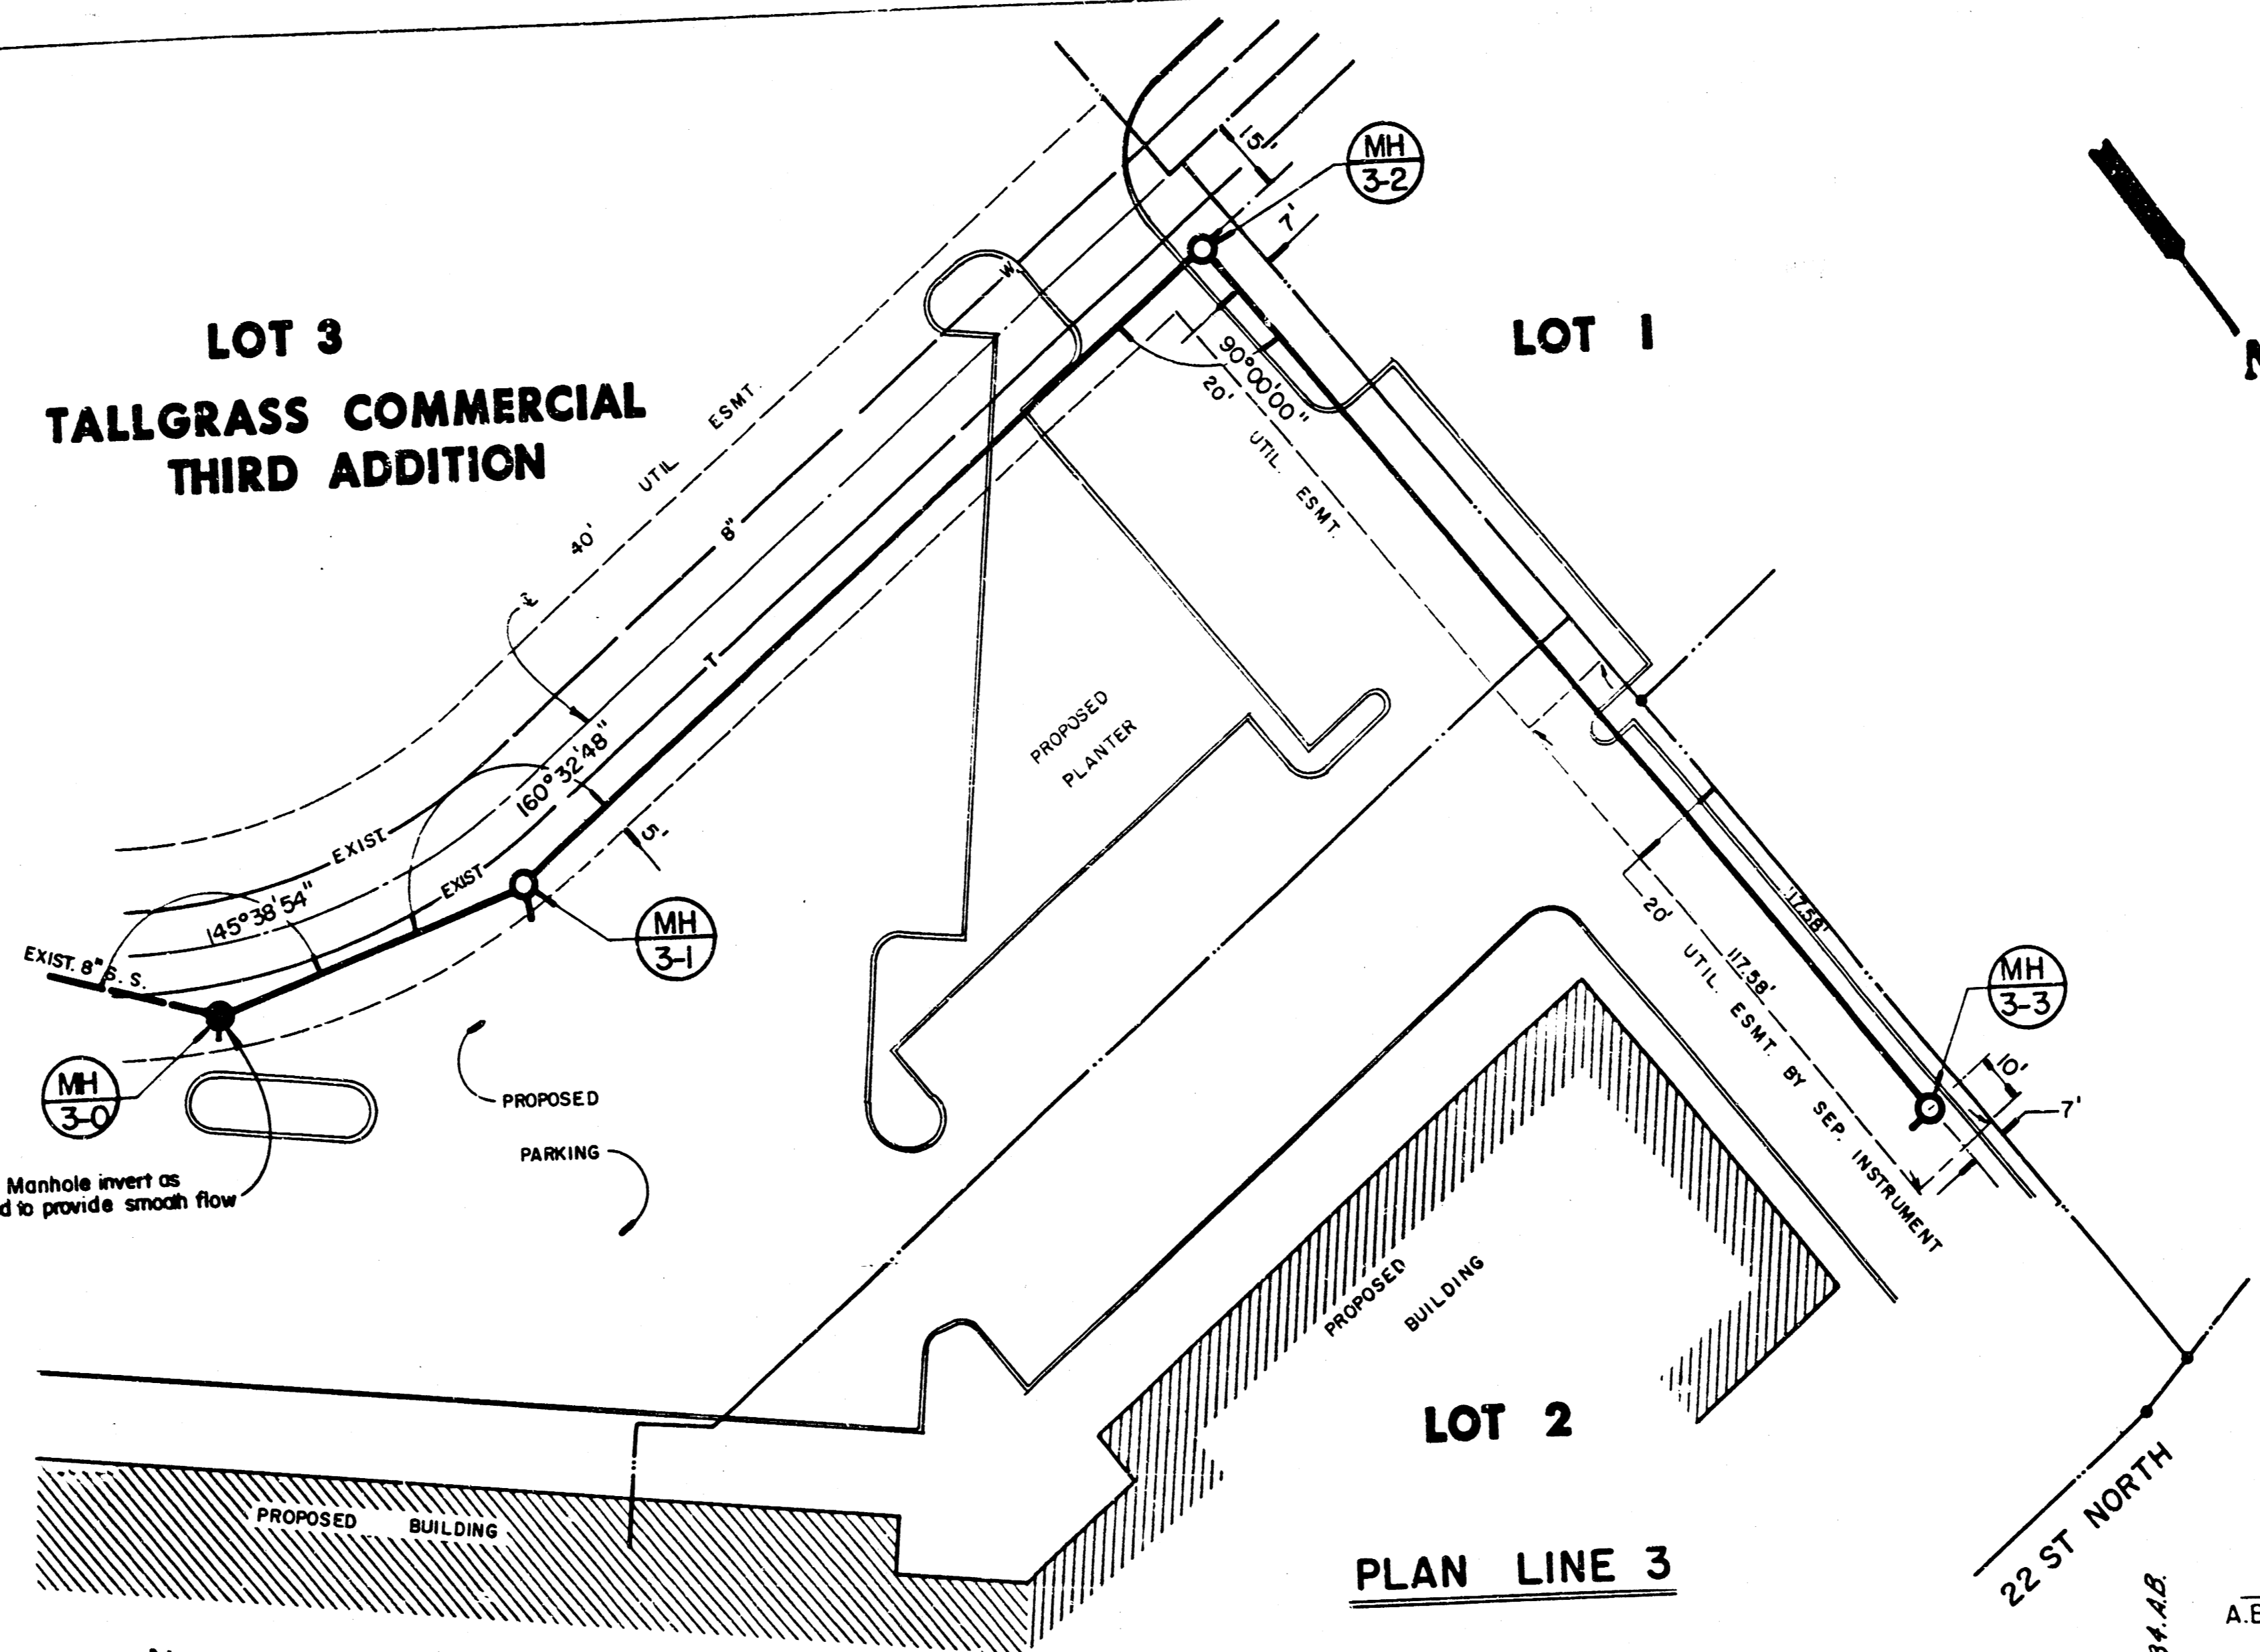 15'
MH
3-2
7'
LOT 3
TALLGRASS COMMERCIAL
THIRD ADDITION
LOT 1
W
90°00'00"
20' UTIL. ESMT.
40' UTIL ESMT.
8"
T
℄
160°32'48"
EXIST
EXIST
145°38'54"
5'
EXIST. 8" S. S.
MH
3-1
MH
3-0
PROPOSED
PLANTER
117.58'
117.58'
20' UTIL. ESMT. BY SEP. INSTRUMENT
MH
3-3
10'
7'
PROPOSED
PARKING
Manhole invert as
d to provide smooth flow
PROPOSED BUILDING
PROPOSED BUILDING
LOT 2
PLAN LINE 3
22 ST NORTH